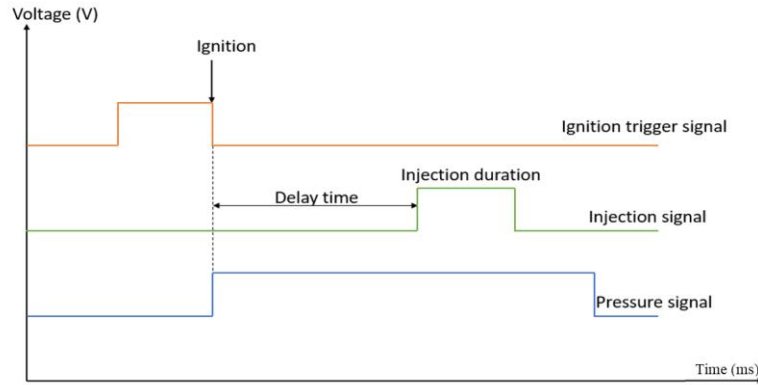 Voltage (V)
Ignition
Ignition trigger signal
Injection duration
Delay time
Injection signal
Pressure signal
Time (ms)